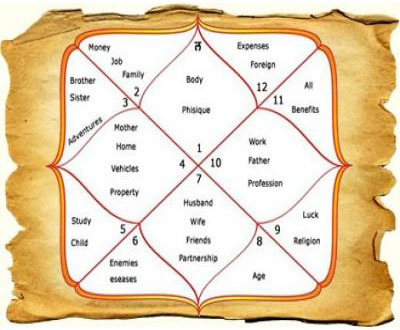 ल
Money
Job
Family
2
Brother
Sister
3
Adventures
Body
Phisique
1
Expenses
Foreign
12
11
All
Benefits
Mother
Home
Vehicles
Property
4
10
Work
Father
Profession
7
Husband
Wife
Friends
Partnership
Study
Child
5
6
Enemies
eseases
8
Age
9
Luck
Religion